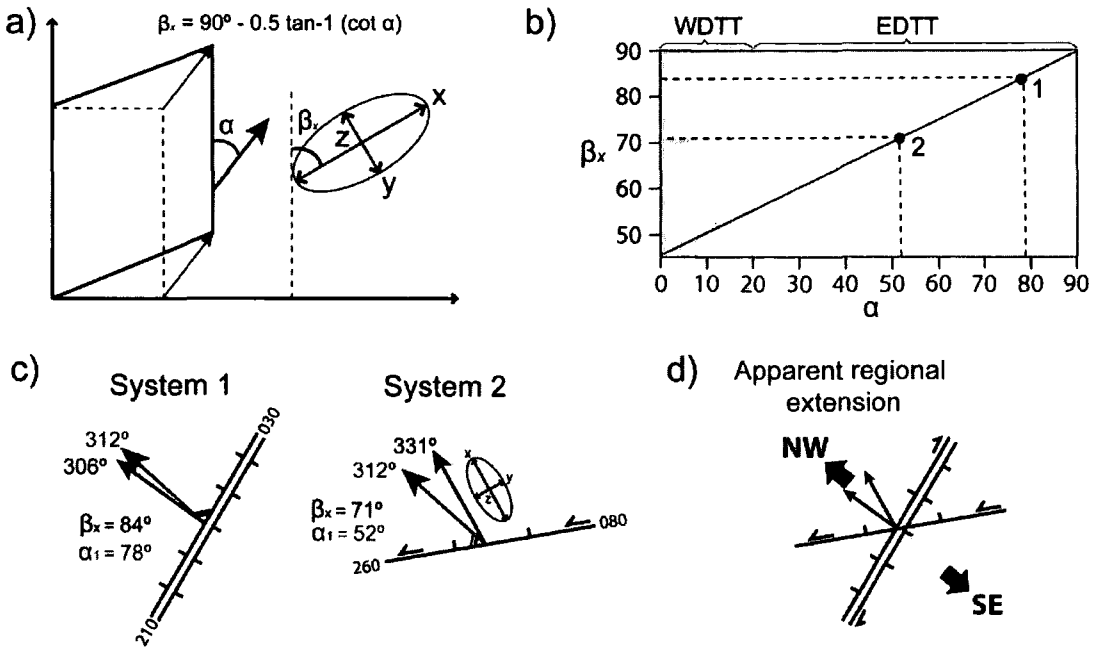 a)
βx = 90º - 0.5 tan-1 (cot α)
α
βx
x
z
y
b)
WDTT EDTT
90
80
70
60
50
βx
1
2
0 10 20 30 40 50 60 70 80 90
α
c)
System 1
030
312º
306º
βx = 84º
α1 = 78º
210
System 2
331º
312º
x
y
z
βx = 71º
α1 = 52º
080
260
d)
Apparent regional
extension
NW
SE